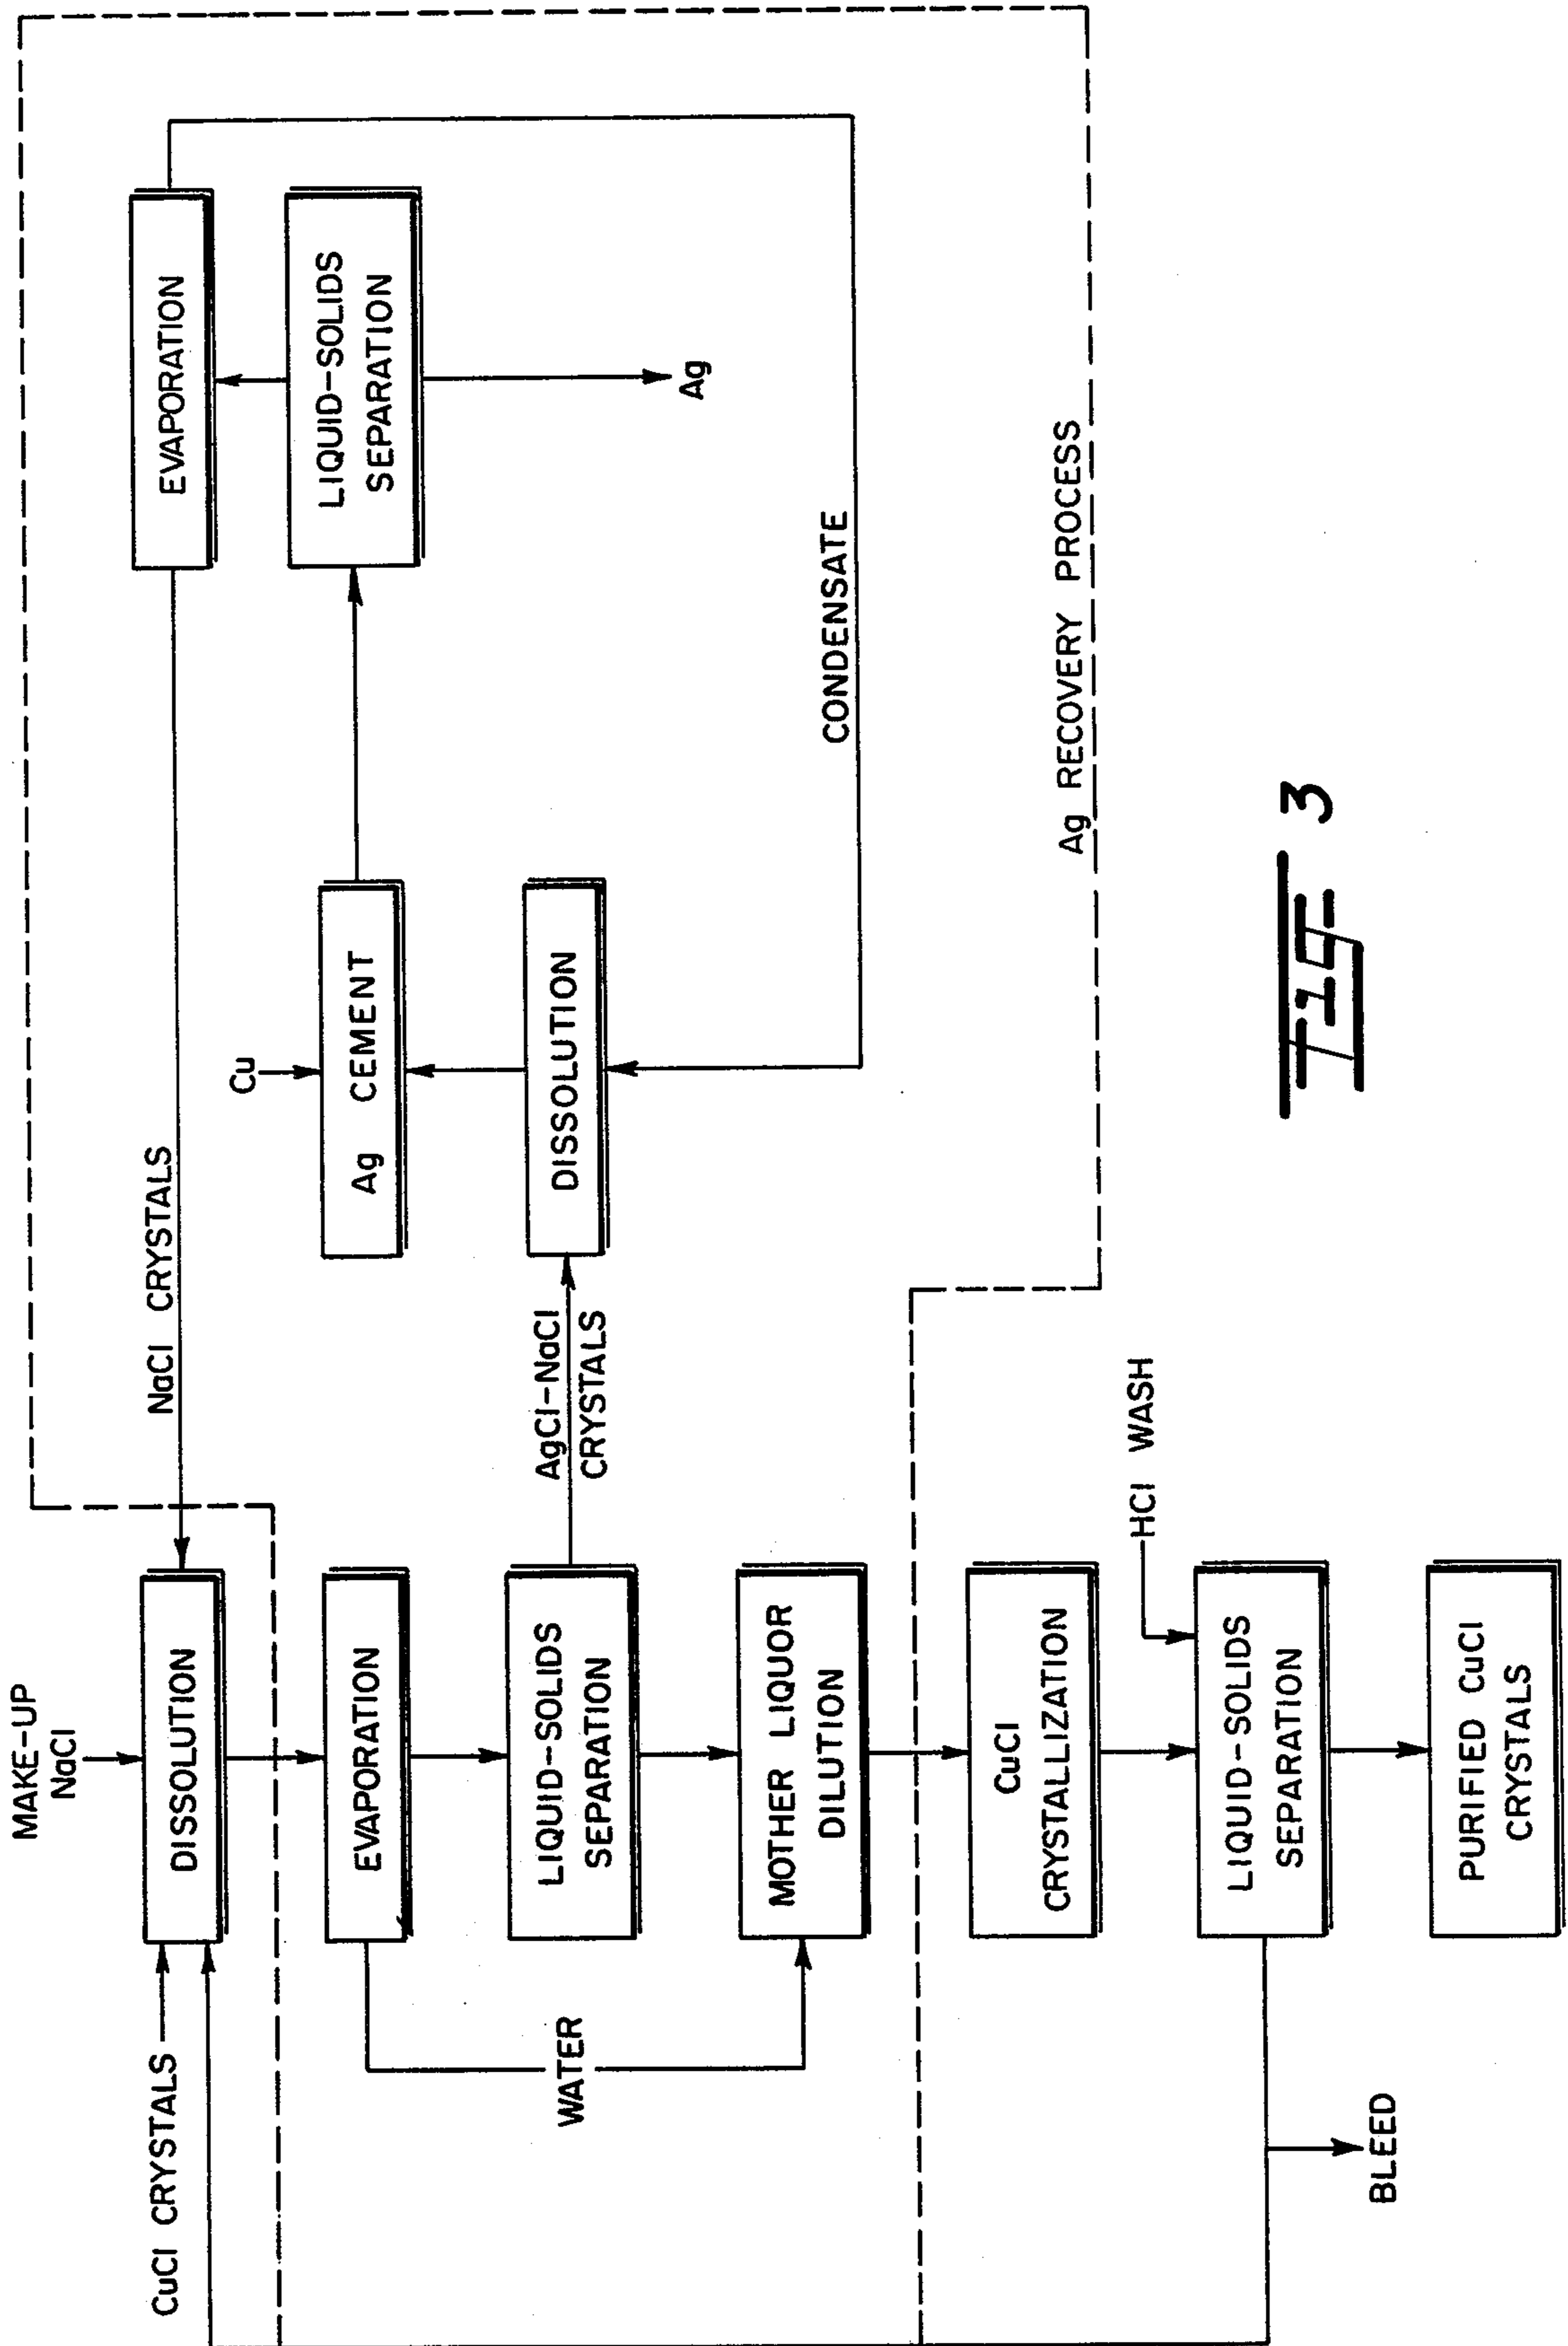 MAKE-UP
NaCl
CuCl CRYSTALS
DISSOLUTION
NaCl CRYSTALS
EVAPORATION
EVAPORATION
WATER
LIQUID-SOLIDS
SEPARATION
AgCl-NaCl
CRYSTALS
MOTHER LIQUOR
DILUTION
Cu
Ag CEMENT
DISSOLUTION
LIQUID-SOLIDS
SEPARATION
Ag
CONDENSATE
Ag RECOVERY PROCESS
CuCl
CRYSTALLIZATION
HCl WASH
LIQUID-SOLIDS
SEPARATION
BLEED
PURIFIED CuCl
CRYSTALS
FIG 3